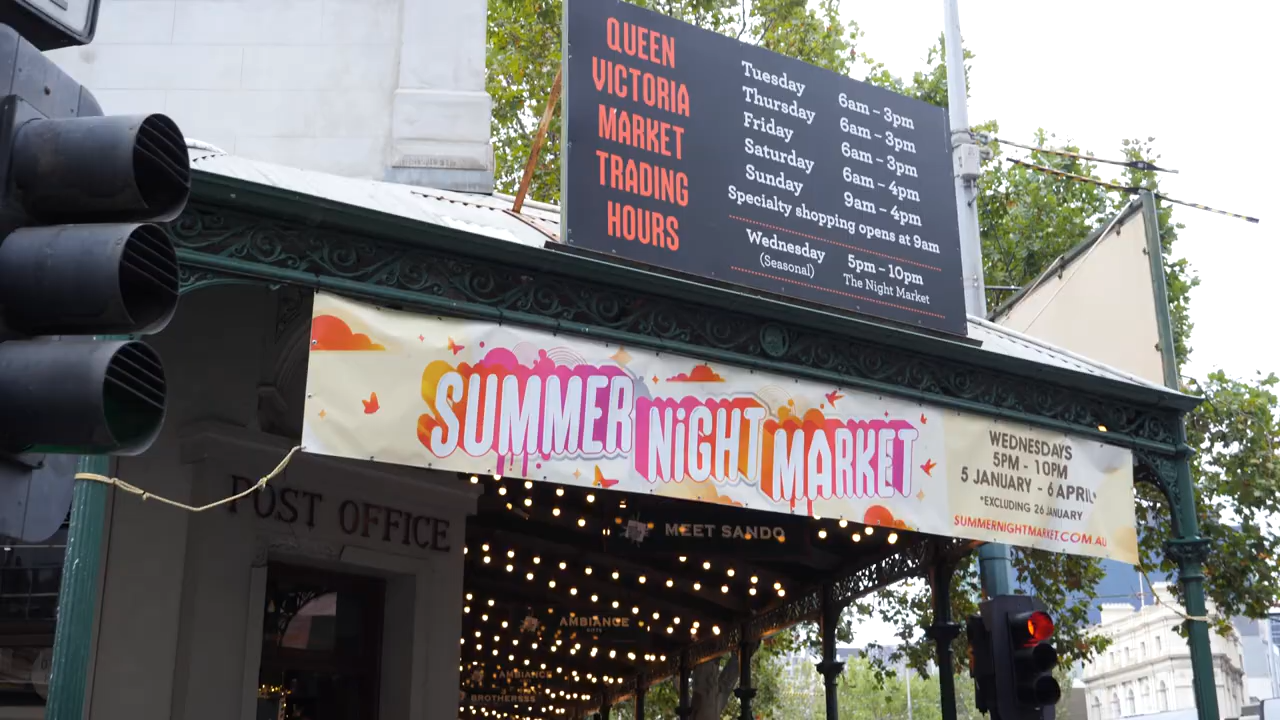 QUEEN
VICTORIA
MARKET
TRADING
HOURS
Tuesday 6am – 3pm
Thursday 6am – 3pm
Friday 6am – 3pm
Saturday 6am – 4pm
Sunday 9am – 4pm
Specialty shopping opens at 9am
Wednesday 5pm – 10pm
(Seasonal) The Night Market
SUMMER NiGHT MARKET
WEDNESDAYS
5PM - 10PM
5 JANUARY - 6 APRIL*
*EXCLUDING 26 JANUARY
SUMMERNIGHTMARKET.COM.AU
POST OFFICE
MEET SANDO
AMBIANCE
AMBIANCE